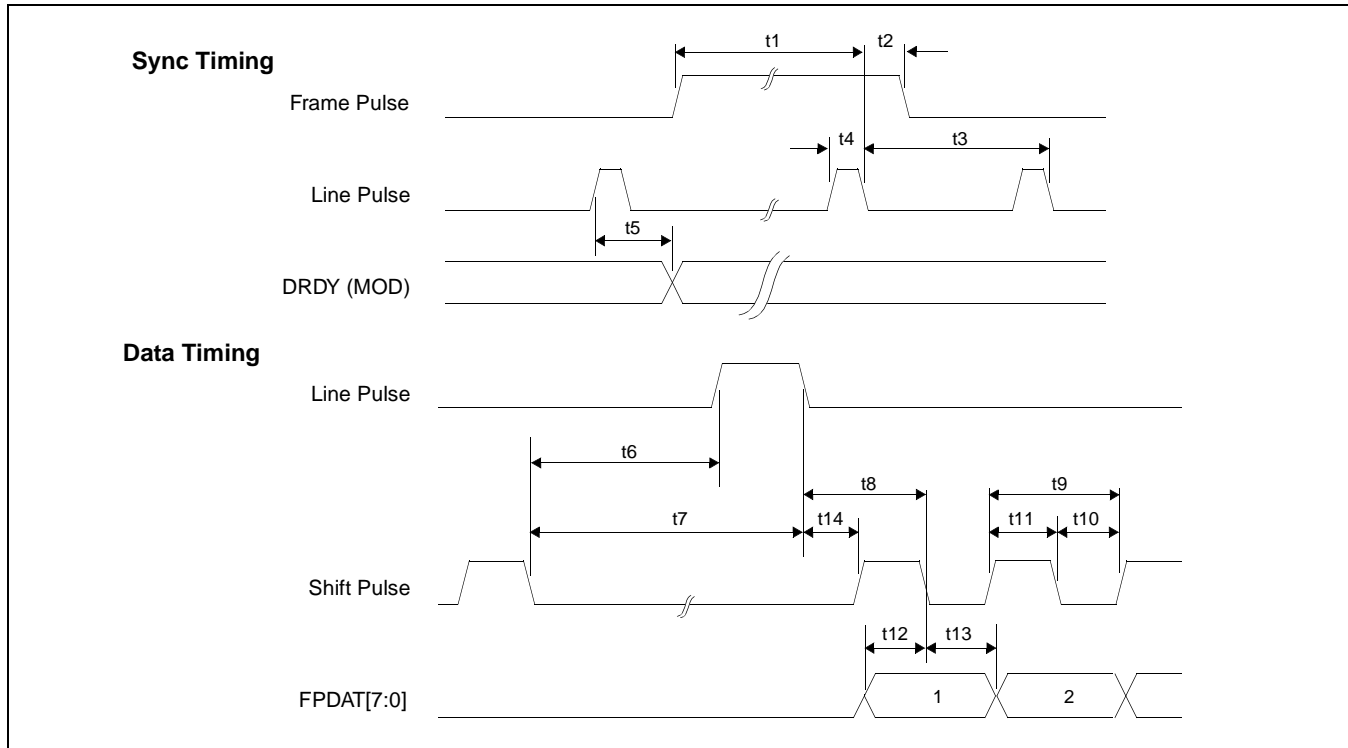 Sync Timing
t1
t2
Frame Pulse
t4
t3
Line Pulse
t5
DRDY (MOD)
Data Timing
Line Pulse
t6
t8
t9
t7
t14
t11
t10
Shift Pulse
t12
t13
FPDAT[7:0]
1
2